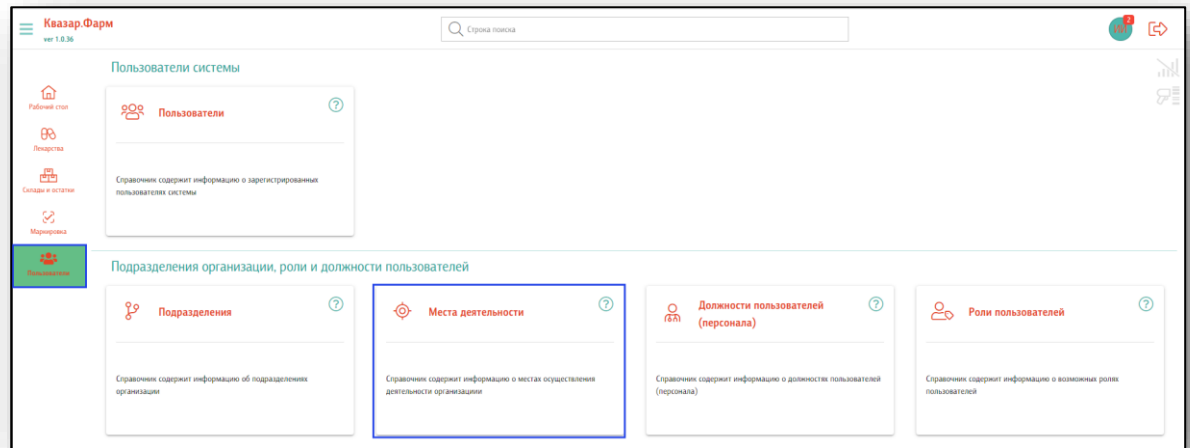 Квазар.Фарм
ver 1.0.36
Строка поиска
2
Рабочий стол
Лекарства
Склады и остатки
Маркировка
Пользователи
Пользователи системы
Пользователи
?
Справочник содержит информацию о зарегистрированных
пользователях системы
Подразделения организации, роли и должности пользователей
Подразделения
?
Справочник содержит информацию об подразделениях
организации
Места деятельности
?
Справочник содержит информацию о местах осуществления
деятельности организациии
Должности пользователей
(персонала)
?
Справочник содержит информацию о должностях пользователей
(персонала)
Роли пользователей
?
Справочник содержит информацию о возможных ролях
пользователей